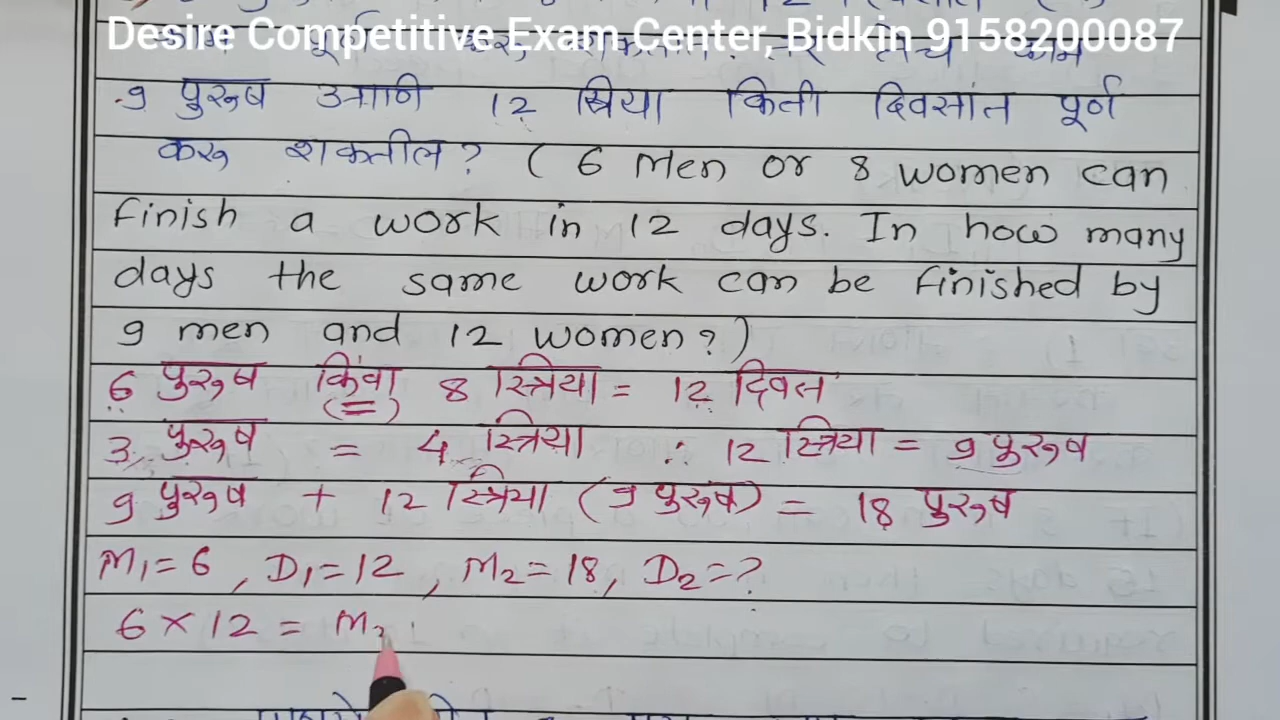 Desire Competitive Exam Center, Bidkin 9158200087
पूर्ण
9 पुरुष आणि 12 स्त्रिया किती दिवसांत पूर्ण
करू शकतील? ( 6 Men or 8 women can
finish a work in 12 days. In how many
days the same work can be finished by
9 men and 12 women?)
6 पुरुष किंवा 8 स्त्रिया = 12 दिवस
(=)
3 पुरुष = 4 स्त्रिया ∴ 12 स्त्रिया = 9 पुरुष
9 पुरुष + 12 स्त्रिया (9 पुरुष) = 18 पुरुष
M₁=6 , D₁=12 , M₂=18, D₂=?
6 × 12 = M₂